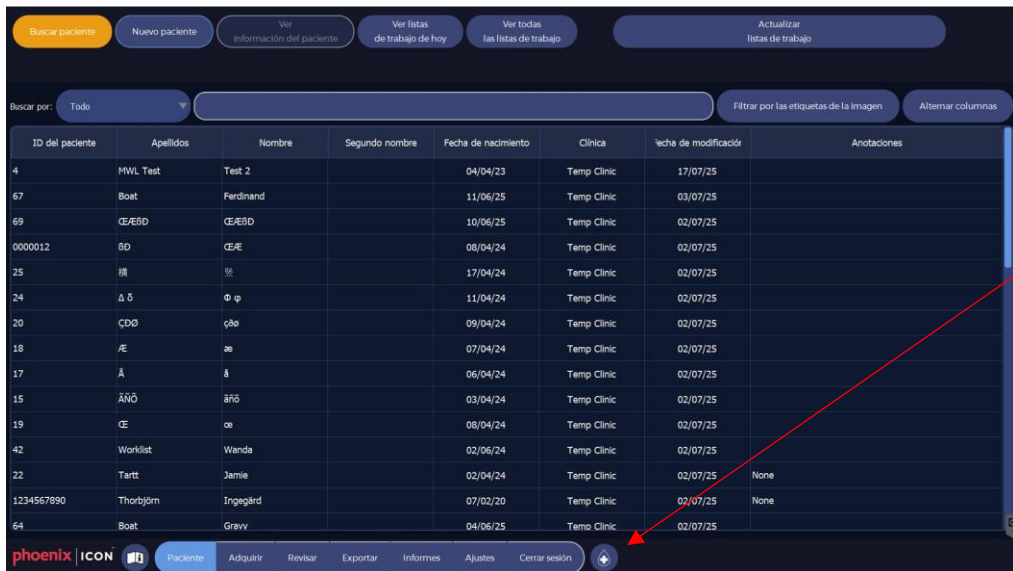 Buscar paciente Nuevo paciente Ver Ver listas Ver todas Actualizar
información del paciente de trabajo de hoy las listas de trabajo listas de trabajo
Buscar por: Todo Filtrar por las etiquetas de la imagen Alternar columnas
ID del paciente Apellidos Nombre Segundo nombre Fecha de nacimiento Clínica echa de modificación Anotaciones
4 MWL Test Test 2 04/04/23 Temp Clinic 17/07/25
67 Boat Ferdinand 11/06/25 Temp Clinic 03/07/25
69 ŒÆßÐ ŒÆßÐ 10/06/25 Temp Clinic 02/07/25
0000012 ßÐ ŒÆ 08/04/24 Temp Clinic 02/07/25
25 17/04/24 Temp Clinic 02/07/25
24 Δ δ Φ φ 11/04/24 Temp Clinic 02/07/25
20 ÇÐØ çðø 09/04/24 Temp Clinic 02/07/25
18 Æ æ 07/04/24 Temp Clinic 02/07/25
17 Å å 06/04/24 Temp Clinic 02/07/25
15 ÃÑÕ ãñõ 03/04/24 Temp Clinic 02/07/25
19 Œ œ 08/04/24 Temp Clinic 02/07/25
42 Worklist Wanda 02/06/24 Temp Clinic 02/07/25
22 Tartt Jamie 02/04/24 Temp Clinic 02/07/25 None
1234567890 Thorbjörn Ingegärd 07/02/20 Temp Clinic 02/07/25 None
64 Boat Gravy 04/06/25 Temp Clinic 02/07/25
phoenix ICON Paciente Adquirir Revisar Exportar Informes Ajustes Cerrar sesión